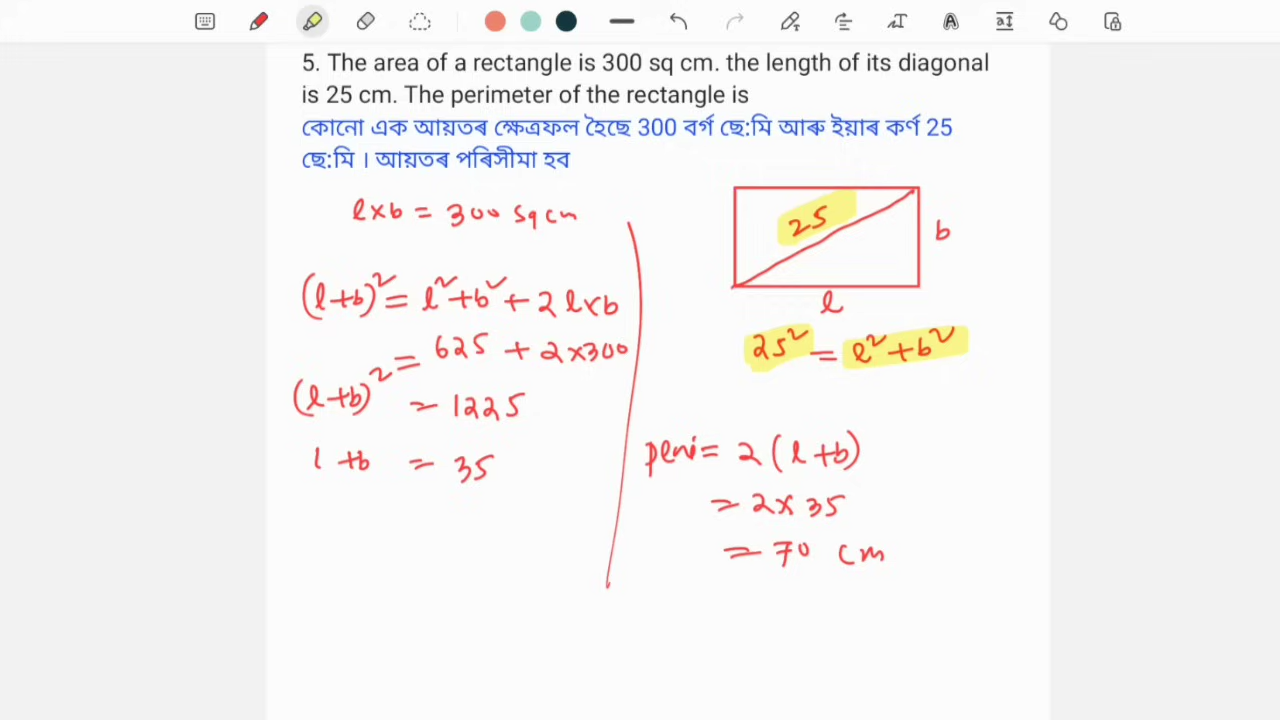 5. The area of a rectangle is 300 sq cm. the length of its diagonal
is 25 cm. The perimeter of the rectangle is
কোনো এক আয়তৰ ক্ষেত্ৰফল হৈছে 300 বৰ্গ ছে:মি আৰু ইয়াৰ কৰ্ণ 25
ছে:মি । আয়তৰ পৰিসীমা হব
l×b = 300 sq cm
(l+b)² = l²+b²+2l×b
= 625 + 2×300
(l+b)² = 1225
l+b = 35
25
b
l
25² = l²+b²
peri = 2(l+b)
= 2×35
= 70 cm